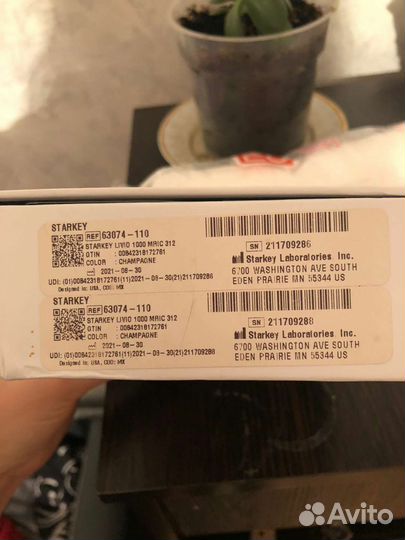 STARKEY
REF 63074-110
STARKEY LIVIO 1000 MRIC 312
GTIN : 00842318172761
COLOR : CHAMPAGNE
2021-08-30
UDI: (01)00842318172761(11)2021-08-30(21)211709286
Designed in: USA, COO: MX
SN 211709286
Starkey Laboratories Inc.
6700 WASHINGTON AVE SOUTH
EDEN PRAIRIE MN 55344 US
STARKEY
REF 63074-110
STARKEY LIVIO 1000 MRIC 312
GTIN : 00842318172761
COLOR : CHAMPAGNE
2021-08-30
UDI: (01)00842318172761(11)2021-08-30(21)211709288
Designed in: USA, COO: MX
SN 211709288
Starkey Laboratories Inc.
6700 WASHINGTON AVE SOUTH
EDEN PRAIRIE MN 55344 US
Avito